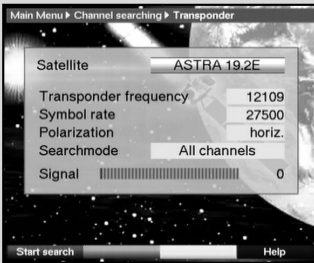 Main Menu ▸ Channel searching ▸ Transponder
Satellite ASTRA 19.2E
Transponder frequency 12109
Symbol rate 27500
Polarization horiz.
Searchmode All channels
Signal 0
Start search Help